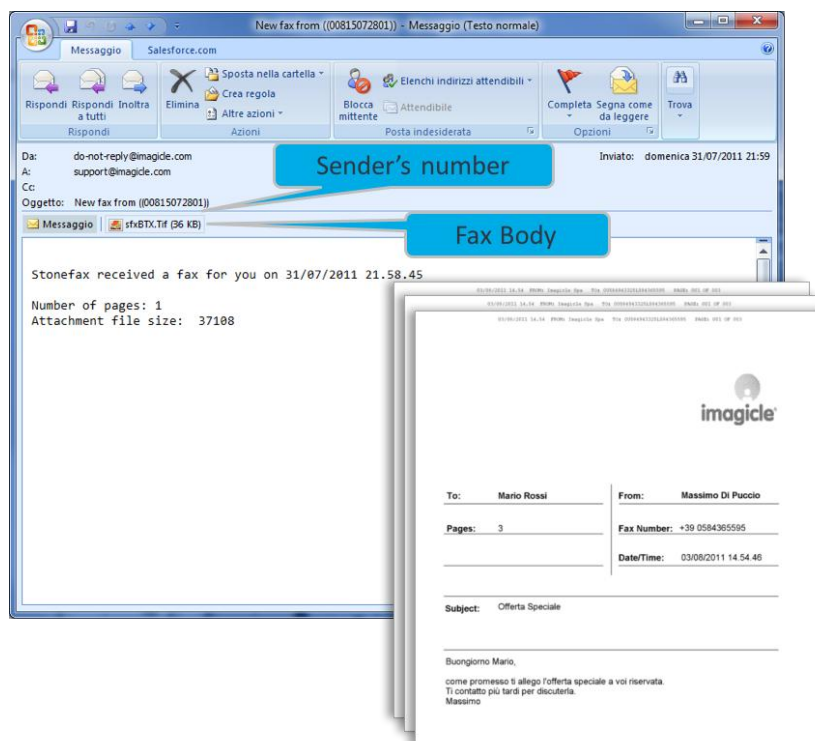 New fax from ((00815072801)) - Messaggio (Testo normale)
Messaggio Salesforce.com
Rispondi Rispondi a tutti Inoltra
Elimina
Sposta nella cartella
Crea regola
Altre azioni
Blocca mittente
Elenchi indirizzi attendibili
Attendibile
Completa Segna come da leggere
Trova
Rispondi Azioni Posta indesiderata Opzioni
Da: do-not-reply@imagicle.com
Inviato: domenica 31/07/2011 21:59
A: support@imagicle.com
Cc:
Oggetto: New fax from ((00815072801))
Sender's number
Messaggio sfxBTX.Tif (36 KB)
Fax Body
Stonefax received a fax for you on 31/07/2011 21.58.45
Number of pages: 1
Attachment file size: 37108
imagicle
To: Mario Rossi
From: Massimo Di Puccio
Pages: 3
Fax Number: +39 0584365595
Date/Time: 03/08/2011 14.54.46
Subject: Offerta Speciale
Buongiorno Mario,
come promesso ti allego l'offerta speciale a voi riservata.
Ti contatto più tardi per discuterla.
Massimo